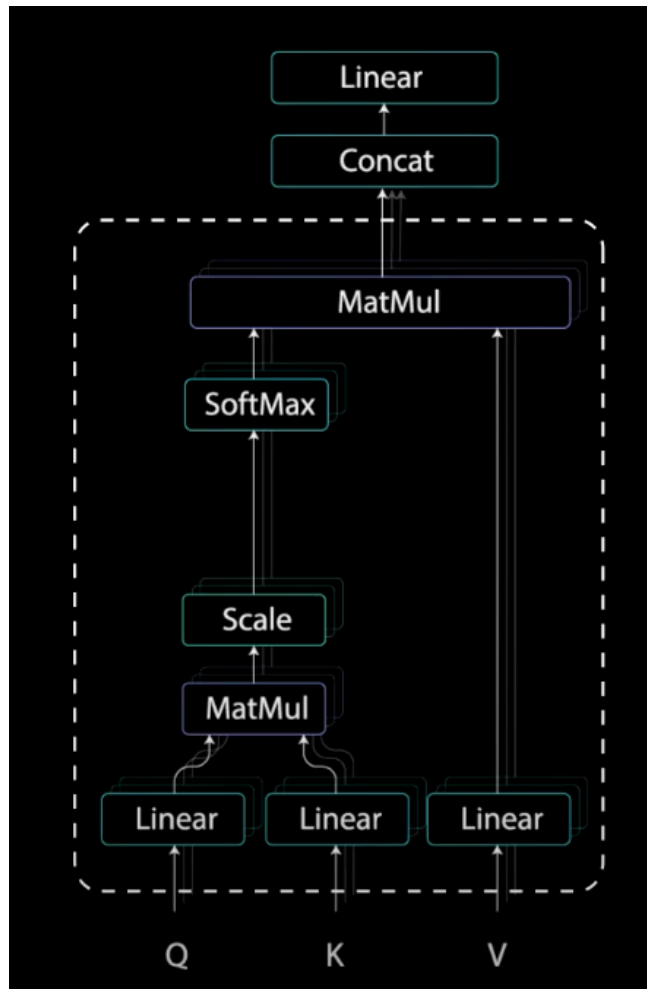 Linear
Concat
MatMul
SoftMax
Scale
MatMul
Linear Linear Linear
Q K V